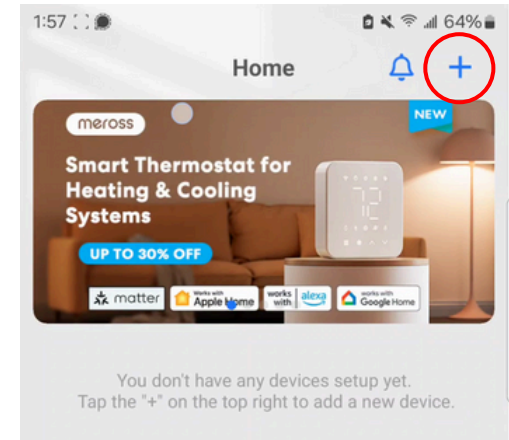 1:57
64%
Home
meross
NEW
Smart Thermostat for
Heating & Cooling
Systems
UP TO 30% OFF
matter
Works with
Apple Home
works
with
alexa
works with
Google Home
72
You don't have any devices setup yet.
Tap the "+" on the top right to add a new device.